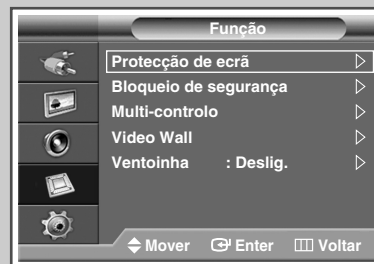 Função
Protecção de ecrã
Bloqueio de segurança
Multi-controlo
Video Wall
Ventoinha : Deslig.
Mover Enter Voltar